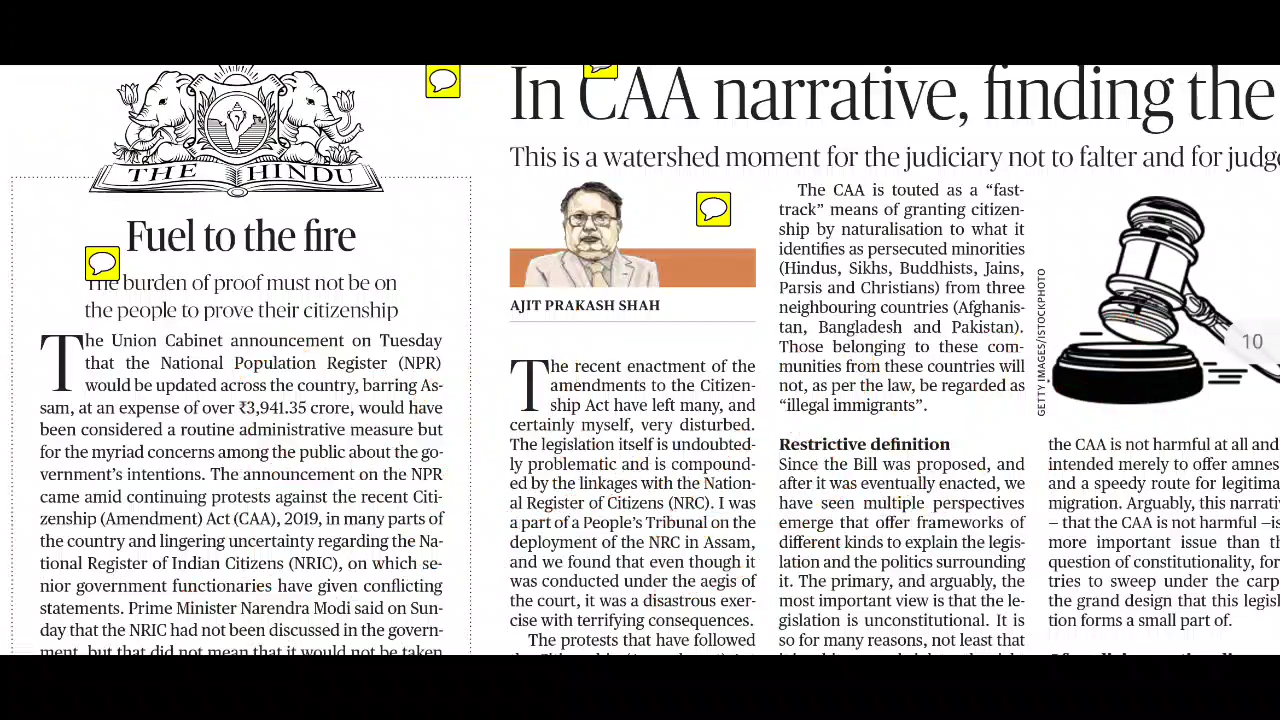 THE HINDU
Fuel to the fire
The burden of proof must not be on
the people to prove their citizenship
The Union Cabinet announcement on Tuesday
that the National Population Register (NPR)
would be updated across the country, barring As-
sam, at an expense of over ₹3,941.35 crore, would have
been considered a routine administrative measure but
for the myriad concerns among the public about the go-
vernment's intentions. The announcement on the NPR
came amid continuing protests against the recent Citi-
zenship (Amendment) Act (CAA), 2019, in many parts of
the country and lingering uncertainty regarding the Na-
tional Register of Indian Citizens (NRIC), on which se-
nior government functionaries have given conflicting
statements. Prime Minister Narendra Modi said on Sun-
day that the NRIC had not been discussed in the govern-
ment, but that did not mean that it would not be taken
In CAA narrative, finding the
This is a watershed moment for the judiciary not to falter and for judge
AJIT PRAKASH SHAH
The recent enactment of the
amendments to the Citizen-
ship Act have left many, and
certainly myself, very disturbed.
The legislation itself is undoubted-
ly problematic and is compound-
ed by the linkages with the Nation-
al Register of Citizens (NRC). I was
a part of a People's Tribunal on the
deployment of the NRC in Assam,
and we found that even though it
was conducted under the aegis of
the court, it was a disastrous exer-
cise with terrifying consequences.
The protests that have followed
The CAA is touted as a “fast-
track” means of granting citizen-
ship by naturalisation to what it
identifies as persecuted minorities
(Hindus, Sikhs, Buddhists, Jains,
Parsis and Christians) from three
neighbouring countries (Afghanis-
tan, Bangladesh and Pakistan).
Those belonging to these com-
munities from these countries will
not, as per the law, be regarded as
“illegal immigrants”.
Restrictive definition
Since the Bill was proposed, and
after it was eventually enacted, we
have seen multiple perspectives
emerge that offer frameworks of
different kinds to explain the legis-
lation and the politics surrounding
it. The primary, and arguably, the
most important view is that the le-
gislation is unconstitutional. It is
so for many reasons, not least that
GETTY IMAGES/ISTOCKPHOTO
10
the CAA is not harmful at all and
intended merely to offer amnes
and a speedy route for legitima
migration. Arguably, this narrati
– that the CAA is not harmful –is
more important issue than th
question of constitutionality, for
tries to sweep under the carp
the grand design that this legisl
tion forms a small part of.